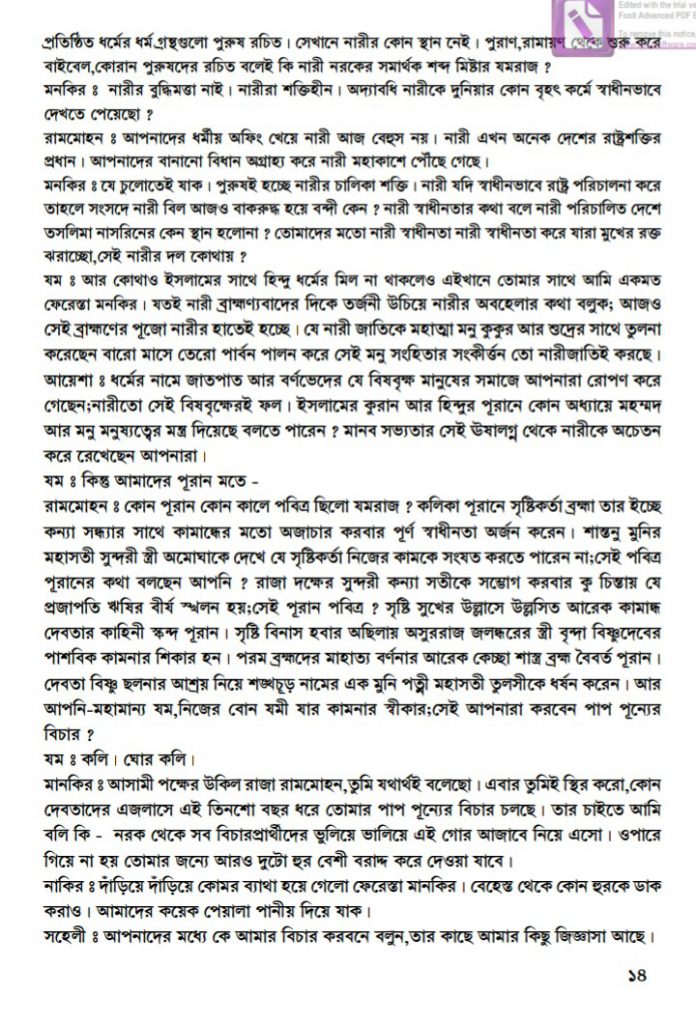 Edited with the trial ve
Foxit Advanced PDF E
To remove this notice,
প্রতিষ্ঠিত ধর্মের ধর্মগ্রন্থগুলো পুরুষ রচিত। সেখানে নারীর কোন স্থান নেই। পুরাণ,রামায়ণ থেকে শুরু করে
বাইবেল,কোরান পুরুষদের রচিত বলেই কি নারী নরকের সমার্থক শব্দ মিষ্টার যমরাজ ?
মনকির ঃ নারীর বুদ্ধিমত্তা নাই। নারীরা শক্তিহীন। অদ্যাবধি নারীকে দুনিয়ার কোন বৃহৎ কর্মে স্বাধীনভাবে
দেখতে পেয়েছো ?
রামমোহন ঃ আপনাদের ধর্মীয় অফিং খেয়ে নারী আজ বেহুস নয়। নারী এখন অনেক দেশের রাষ্ট্রশক্তির
প্রধান। আপনাদের বানানো বিধান অগ্রাহ্য করে নারী মহাকাশে পৌঁছে গেছে।
মনকির ঃ যে চুলোতেই যাক। পুরুষই হচ্ছে নারীর চালিকা শক্তি। নারী যদি স্বাধীনভাবে রাষ্ট্র পরিচালনা করে
তাহলে সংসদে নারী বিল আজও বাকরুদ্ধ হয়ে বন্দী কেন ? নারী স্বাধীনতার কথা বলে নারী পরিচালিত দেশে
তসলিমা নাসরিনের কেন স্থান হলোনা ? তোমাদের মতো নারী স্বাধীনতা নারী স্বাধীনতা করে যারা মুখের রক্ত
ঝরাচ্ছো,সেই নারীর দল কোথায় ?
যম ঃ আর কোথাও ইসলামের সাথে হিন্দু ধর্মের মিল না থাকলেও এইখানে তোমার সাথে আমি একমত
ফেরেস্তা মনকির। যতই নারী ব্রাহ্মণ্যবাদের দিকে তর্জনী উচিয়ে নারীর অবহেলার কথা বলুক; আজও
সেই ব্রাহ্মণের পূজো নারীর হাতেই হচ্ছে। যে নারী জাতিকে মহাত্মা মনু কুকুর আর শুদ্রের সাথে তুলনা
করেছেন বারো মাসে তেরো পার্বন পালন করে সেই মনু সংহিতার সংকীর্ত্তন তো নারীজাতিই করছে।
আয়েশা ঃ ধর্মের নামে জাতপাত আর বর্ণভেদের যে বিষবৃক্ষ মানুষের সমাজে আপনারা রোপণ করে
গেছেন;নারীতো সেই বিষবৃক্ষেরই ফল। ইসলামের কুরান আর হিন্দুর পূরানে কোন অধ্যায়ে মহম্মদ
আর মনু মনুষ্যত্বের মন্ত্র দিয়েছে বলতে পারেন ? মানব সভ্যতার সেই ঊষালগ্ন থেকে নারীকে অচেতন
করে রেখেছেন আপনারা।
যম ঃ কিন্তু আমাদের পূরান মতে -
রামমোহন ঃ কোন পূরান কোন কালে পবিত্র ছিলো যমরাজ ? কলিকা পূরানে সৃষ্টিকর্তা ব্রহ্মা তার ইচ্ছে
কন্যা সন্ধ্যার সাথে কামান্ধের মতো অজাচার করবার পূর্ণ স্বাধীনতা অর্জন করেন। শান্তনু মুনির
মহাসতী সুন্দরী স্ত্রী অমোঘাকে দেখে যে সৃষ্টিকর্তা নিজের কামকে সংযত করতে পারেন না;সেই পবিত্র
পূরানের কথা বলছেন আপনি ? রাজা দক্ষের সুন্দরী কন্যা সতীকে সম্ভোগ করবার কু চিন্তায় যে
প্রজাপতি ঋষির বীর্ষ স্খলন হয়;সেই পূরান পবিত্র ? সৃষ্টি সুখের উল্লাসে উল্লসিত আরেক কামান্ধ
দেবতার কাহিনী স্কন্দ পূরান। সৃষ্টি বিনাস হবার অছিলায় অসুররাজ জলন্ধরের স্ত্রী বৃন্দা বিষ্ণুদেবের
পাশবিক কামনার শিকার হন। পরম ব্রহ্মদের মাহাত্য বর্ণনার আরেক কেচ্ছা শাস্ত্র ব্রহ্ম বৈবর্ত পূরান।
দেবতা বিষ্ণু ছলনার আশ্রয় নিয়ে শঙ্খচূড় নামের এক মুনি পত্নী মহাসতী তুলসীকে ধর্ষন করেন। আর
আপনি-মহামান্য যম,নিজের বোন যমী যার কামনার স্বীকার;সেই আপনারা করবেন পাপ পূন্যের
বিচার ?
যম ঃ কলি। ঘোর কলি।
মানকির ঃ আসামী পক্ষের উকিল রাজা রামমোহন,তুমি যথার্থই বলেছো। এবার তুমিই স্থির করো,কোন
দেবতাদের এজলাসে এই তিনশো বছর ধরে তোমার পাপ পূন্যের বিচার চলছে। তার চাইতে আমি
বলি কি - নরক থেকে সব বিচারপ্রার্থীদের ভুলিয়ে ভালিয়ে এই গোর আজাবে নিয়ে এসো। ওপারে
গিয়ে না হয় তোমার জন্যে আরও দুটো হুর বেশী বরাদ্দ করে দেওয়া যাবে।
নাকির ঃ দাঁড়িয়ে দাঁড়িয়ে কোমর ব্যাথা হয়ে গেলো ফেরেস্তা মানকির। বেহেস্ত থেকে কোন হুরকে ডাক
করাও। আমাদের কয়েক পেয়ালা পানীয় দিয়ে যাক।
সহেলী ঃ আপনাদের মধ্যে কে আমার বিচার করবনে বলুন,তার কাছে আমার কিছু জিজ্ঞাসা আছে।
১৪